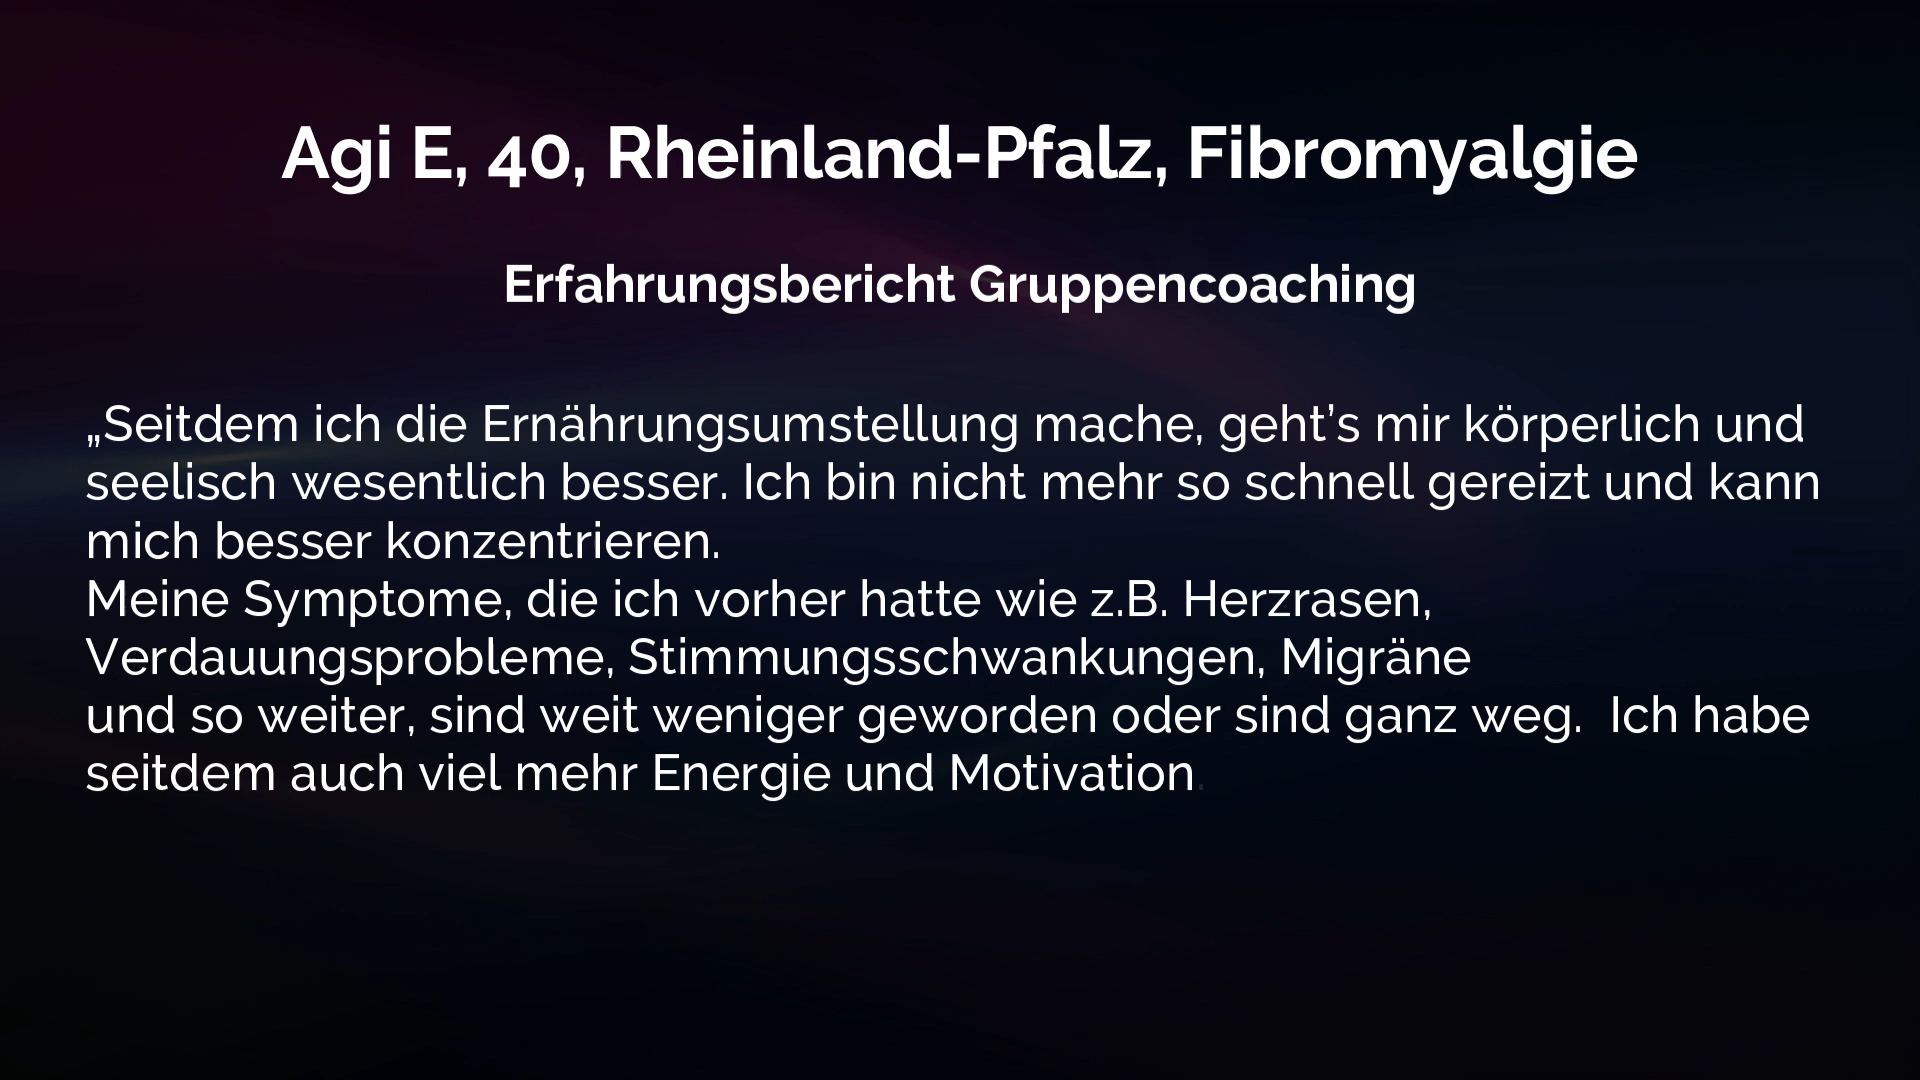 Agi E, 40, Rheinland-Pfalz, Fibromyalgie
Erfahrungsbericht Gruppencoaching
„Seitdem ich die Ernährungsumstellung mache, geht’s mir körperlich und
seelisch wesentlich besser. Ich bin nicht mehr so schnell gereizt und kann
mich besser konzentrieren.
Meine Symptome, die ich vorher hatte wie z.B. Herzrasen,
Verdauungsprobleme, Stimmungsschwankungen, Migräne
und so weiter, sind weit weniger geworden oder sind ganz weg.  Ich habe
seitdem auch viel mehr Energie und Motivation.